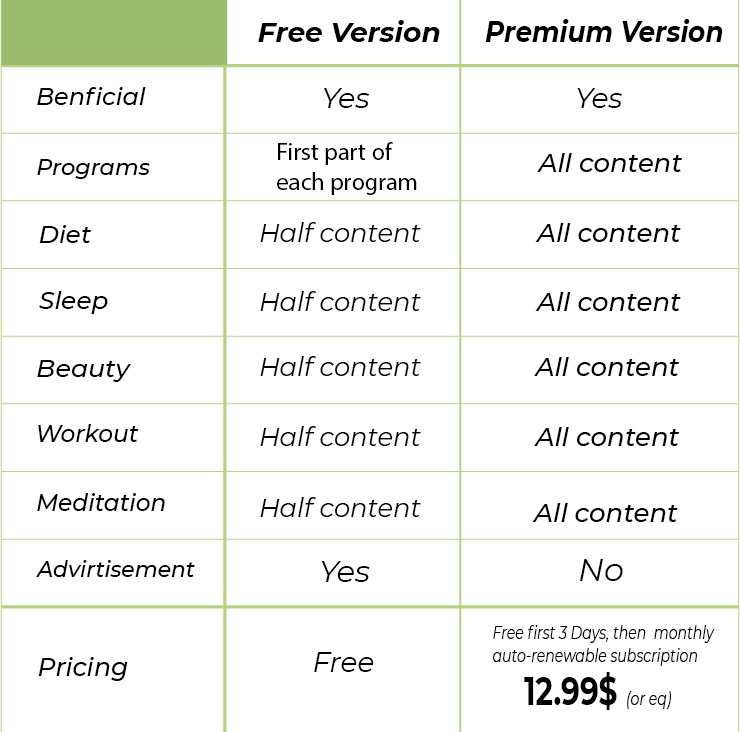 Free Version Premium Version
Benficial Yes Yes
Programs First part of each program All content
Diet Half content All content
Sleep Half content All content
Beauty Half content All content
Workout Half content All content
Meditation Half content All content
Advirtisement Yes No
Pricing Free Free first 3 Days, then monthly
auto-renewable subscription
12.99$ (or eq)